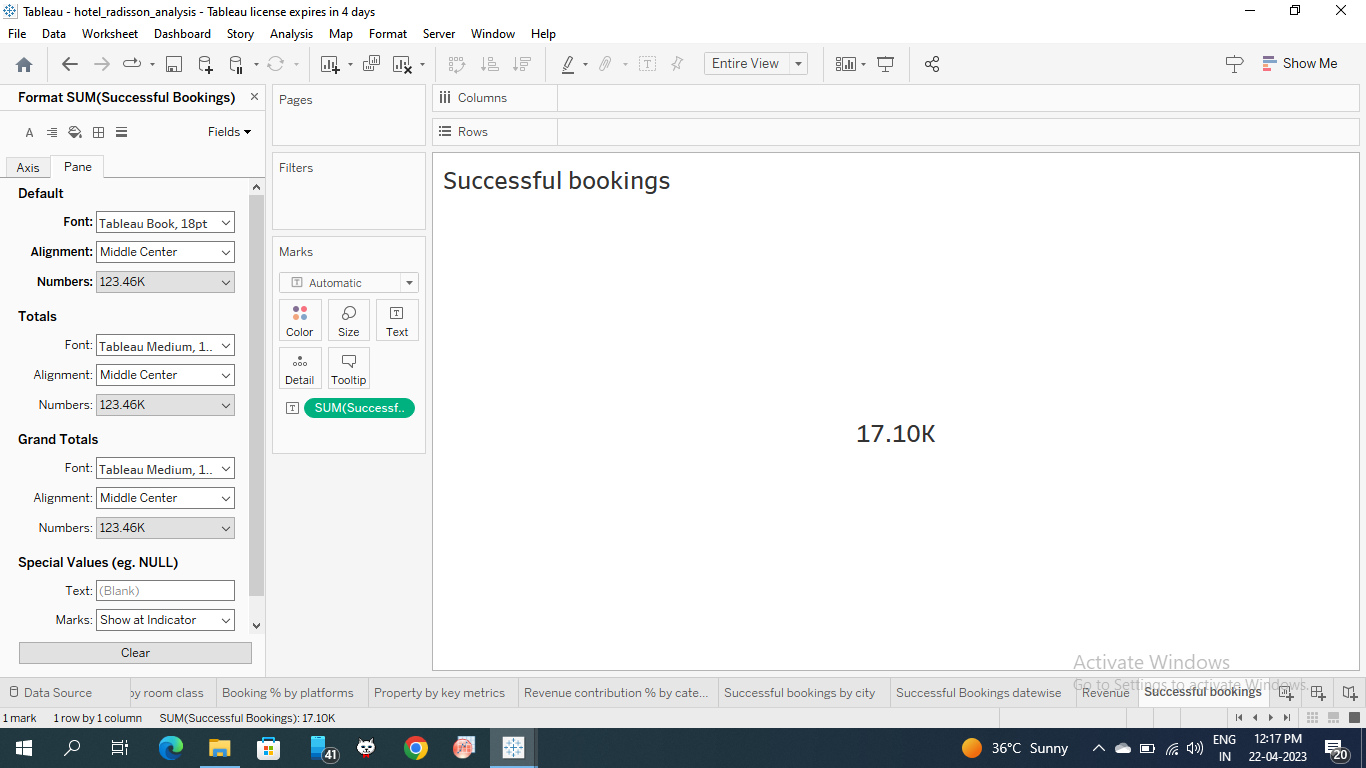 Tableau - hotel_radisson_analysis - Tableau license expires in 4 days
File Data Worksheet Dashboard Story Analysis Map Format Server Window Help
Entire View
Show Me
Format SUM(Successful Bookings)
A
Fields
Axis Pane
Default
Font: Tableau Book, 18pt
Alignment: Middle Center
Numbers: 123.46K
Totals
Font: Tableau Medium, 1..
Alignment: Middle Center
Numbers: 123.46K
Grand Totals
Font: Tableau Medium, 1..
Alignment: Middle Center
Numbers: 123.46K
Special Values (eg. NULL)
Text: (Blank)
Marks: Show at Indicator
Clear
Pages
Filters
Marks
T Automatic
Color Size T Text
Detail Tooltip
T SUM(Successf..
Columns
Rows
Successful bookings
17.10K
Activate Windows
Go to Settings to activate Windows.
Data Source by room class Booking % by platforms Property by key metrics Revenue contribution % by cate... Successful bookings by city Successful Bookings datewise Revenue Successful bookings
1 mark 1 row by 1 column SUM(Successful Bookings): 17.10K
41
36°C Sunny
ENG
IN
12:17 PM
22-04-2023
20